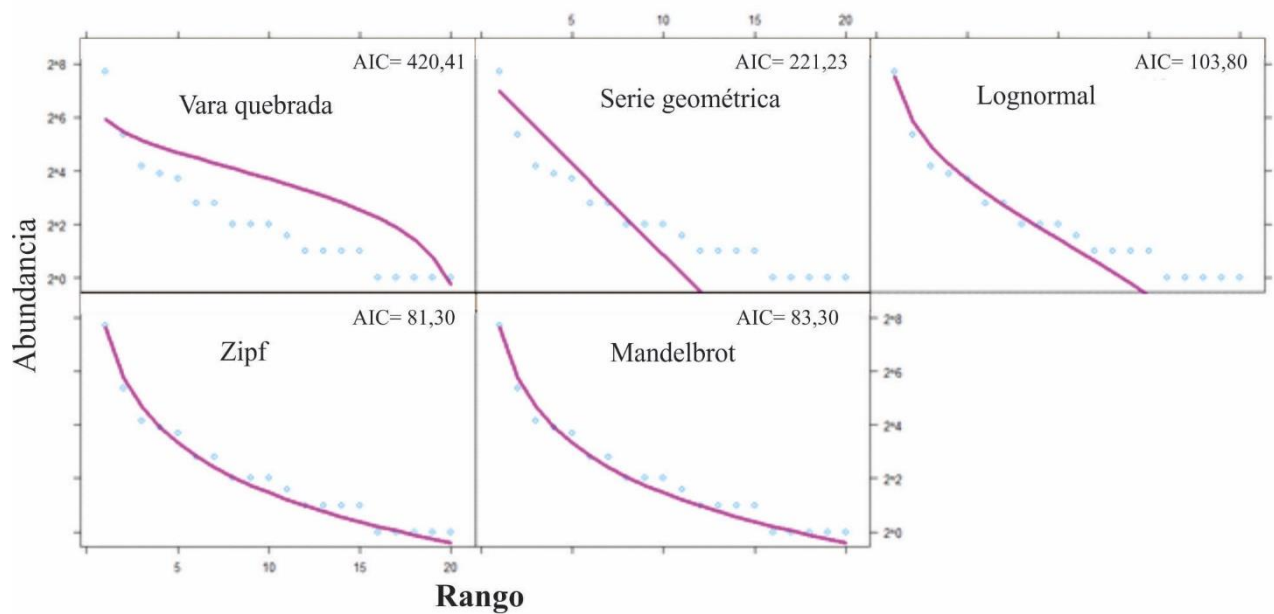 5 10 15 20
AIC= 420,41
AIC= 221,23
AIC= 103,80
Vara quebrada
Serie geométrica
Lognormal
2^8
2^6
2^4
2^2
2^0
Abundancia
AIC= 81,30
AIC= 83,30
Zipf
Mandelbrot
2^8
2^6
2^4
2^2
2^0
5 10 15 20
Rango